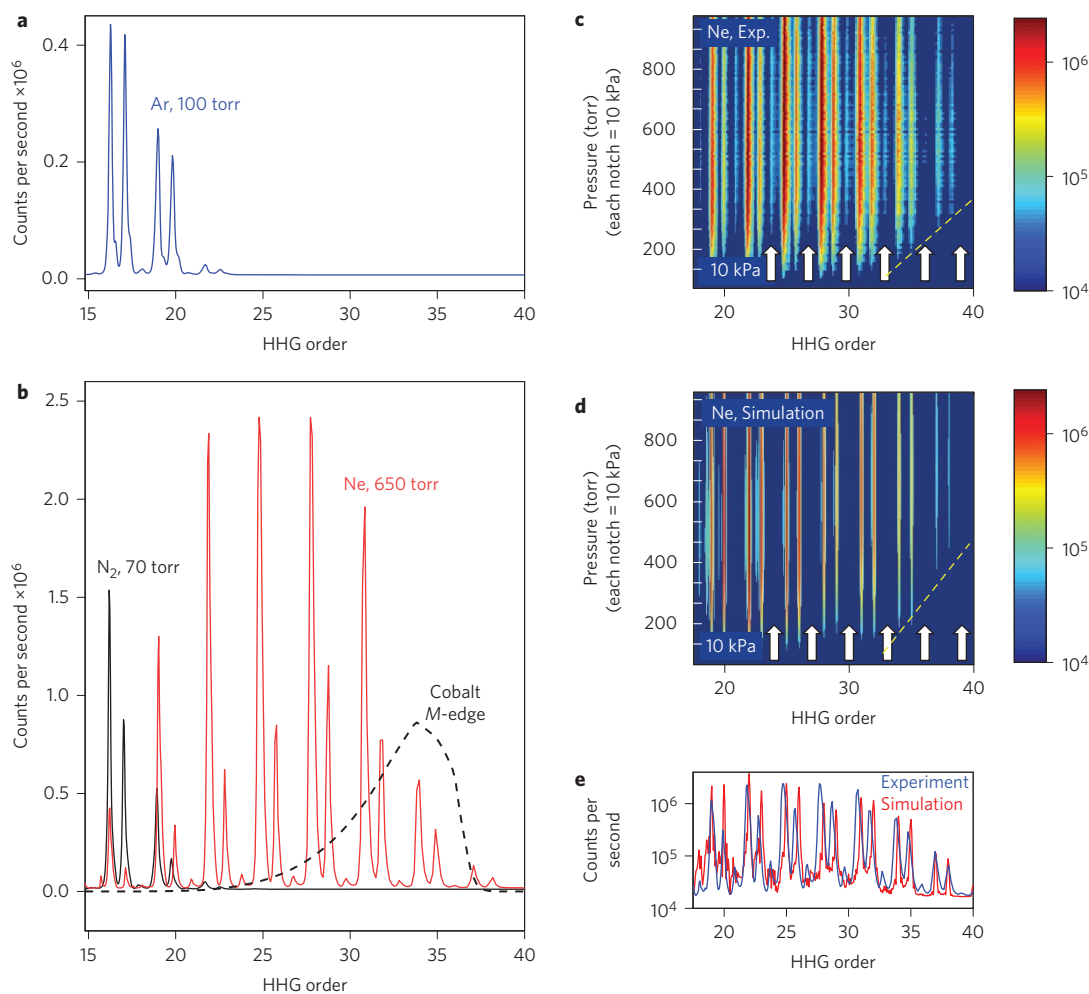 a
Counts per second ×10⁶
0.4
0.2
0.0
Ar, 100 torr
15 20 25 30 35 40
HHG order
b
Counts per second ×10⁶
2.5
2.0
1.5
1.0
0.5
0.0
N₂, 70 torr
Ne, 650 torr
Cobalt
M-edge
15 20 25 30 35 40
HHG order
c
Pressure (torr)
(each notch = 10 kPa)
800
600
400
200
Ne, Exp.
10 kPa
20 30 40
HHG order
10⁶
10⁵
10⁴
d
Pressure (torr)
(each notch = 10 kPa)
800
600
400
200
Ne, Simulation
10 kPa
20 30 40
HHG order
10⁶
10⁵
10⁴
e
Counts per
second
10⁶
10⁵
10⁴
Experiment
Simulation
20 25 30 35 40
HHG order